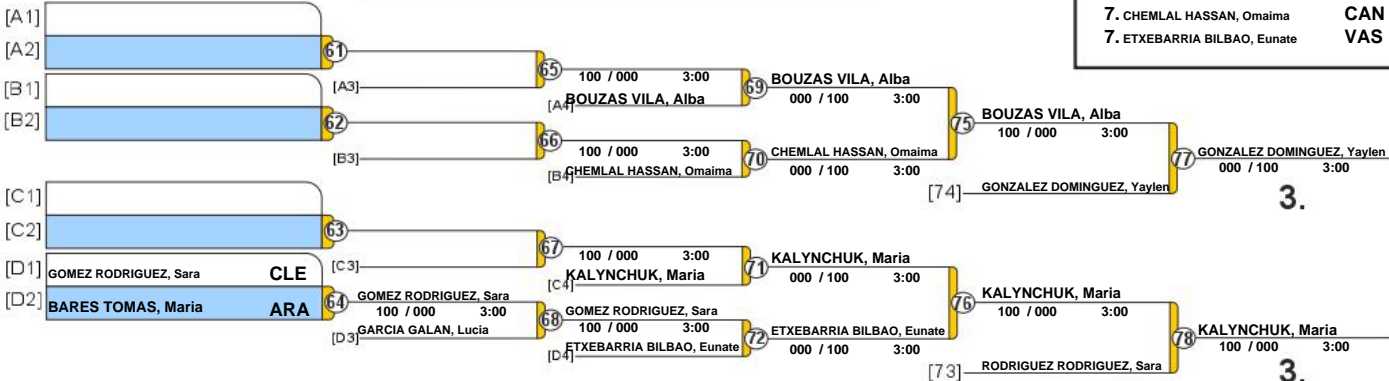 7. CHEMLAL HASSAN, Omaima CAN
7. ETXEBARRIA BILBAO, Eunate VAS
[A1]
[A2] 61
[A3]
65
100 / 000 3:00
[A4] BOUZAS VILA, Alba
69
BOUZAS VILA, Alba
000 / 100 3:00
[B1]
[B2] 62
[B3]
66
100 / 000 3:00
[B4] CHEMLAL HASSAN, Omaima
70
CHEMLAL HASSAN, Omaima
000 / 100 3:00
75
BOUZAS VILA, Alba
100 / 000 3:00
[74] GONZALEZ DOMINGUEZ, Yaylen
77
GONZALEZ DOMINGUEZ, Yaylen
000 / 100 3:00
3.
[C1]
[C2] 63
[C3]
67
100 / 000 3:00
[C4] KALYNCHUK, Maria
71
KALYNCHUK, Maria
000 / 100 3:00
[D1] GOMEZ RODRIGUEZ, Sara CLE
[D2] BARES TOMAS, Maria ARA
64
GOMEZ RODRIGUEZ, Sara
100 / 000 3:00
[D3] GARCIA GALAN, Lucia
68
GOMEZ RODRIGUEZ, Sara
100 / 000 3:00
[D4] ETXEBARRIA BILBAO, Eunate
72
ETXEBARRIA BILBAO, Eunate
000 / 100 3:00
76
KALYNCHUK, Maria
100 / 000 3:00
[73] RODRIGUEZ RODRIGUEZ, Sara
78
KALYNCHUK, Maria
100 / 000 3:00
3.